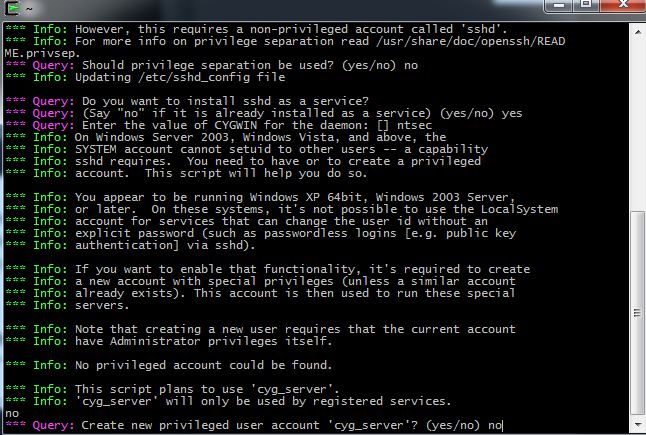 ~
*** Info: However, this requires a non-privileged account called 'sshd'.
*** Info: For more info on privilege separation read /usr/share/doc/openssh/READ
ME.privsep.
*** Query: Should privilege separation be used? (yes/no) no
*** Info: Updating /etc/sshd_config file
*** Query: Do you want to install sshd as a service?
*** Query: (Say "no" if it is already installed as a service) (yes/no) yes
*** Query: Enter the value of CYGWIN for the daemon: [] ntsec
*** Info: On Windows Server 2003, Windows Vista, and above, the
*** Info: SYSTEM account cannot setuid to other users -- a capability
*** Info: sshd requires.  You need to have or to create a privileged
*** Info: account.  This script will help you do so.
*** Info: You appear to be running Windows XP 64bit, Windows 2003 Server,
*** Info: or later.  On these systems, it's not possible to use the LocalSystem
*** Info: account for services that can change the user id without an
*** Info: explicit password (such as passwordless logins [e.g. public key
*** Info: authentication] via sshd).
*** Info: If you want to enable that functionality, it's required to create
*** Info: a new account with special privileges (unless a similar account
*** Info: already exists). This account is then used to run these special
*** Info: servers.
*** Info: Note that creating a new user requires that the current account
*** Info: have Administrator privileges itself.
*** Info: No privileged account could be found.
*** Info: This script plans to use 'cyg_server'.
*** Info: 'cyg_server' will only be used by registered services.
no
*** Query: Create new privileged user account 'cyg_server'? (yes/no) no